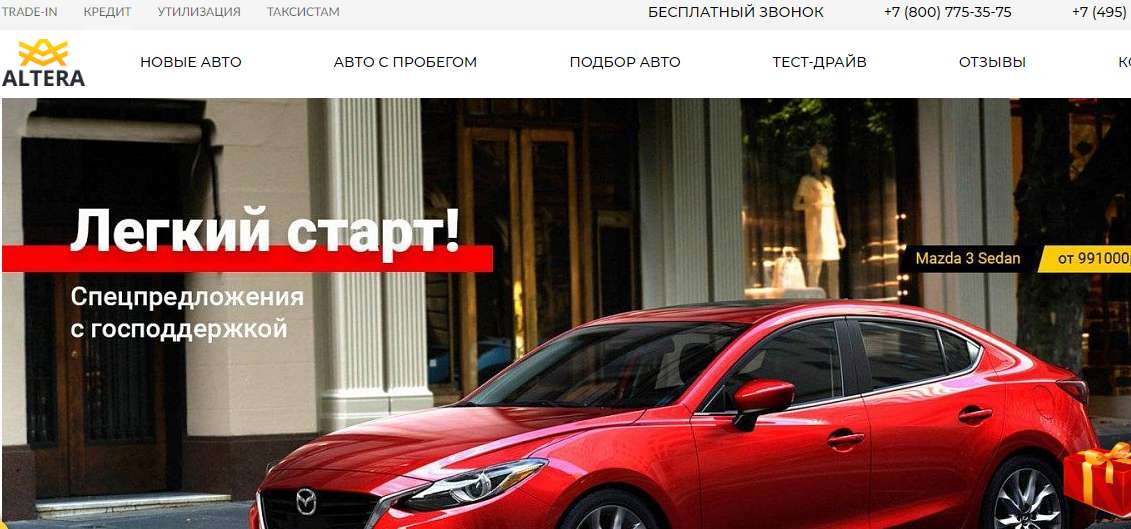 TRADE-IN КРЕДИТ УТИЛИЗАЦИЯ ТАКСИСТАМ БЕСПЛАТНЫЙ ЗВОНОК +7 (800) 775-35-75 +7 (495)
ALTERA
НОВЫЕ АВТО АВТО С ПРОБЕГОМ ПОДБОР АВТО ТЕСТ-ДРАЙВ ОТЗЫВЫ
Легкий старт!
Mazda 3 Sedan от 991000
Спецпредложения
с господдержкой